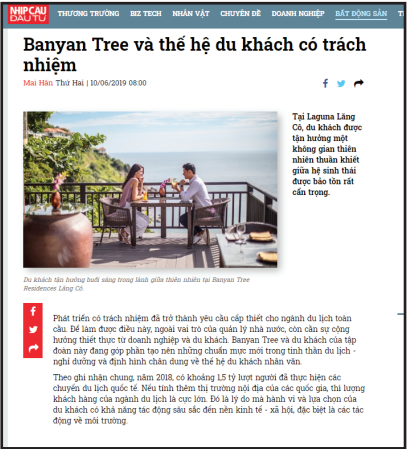 NHỊP CẦU
ĐẦU TƯ
THƯƠNG TRƯỜNG BIZ TECH NHÂN VẬT CHUYÊN ĐỀ DOANH NGHIỆP BẤT ĐỘNG SẢN
Banyan Tree và thế hệ du khách có trách
nhiệm
Mai Hân Thứ Hai | 10/06/2019 08:00
Tại Laguna Lăng
Cô, du khách được
tận hưởng một
không gian thiên
nhiên thuần khiết
giữa hệ sinh thái
được bảo tồn rất
cẩn trọng.
Du khách tận hưởng buổi sáng trong lành giữa thiên nhiên tại Banyan Tree
Residences Lăng Cô
Phát triển có trách nhiệm đã trở thành yêu cầu cấp thiết cho ngành du lịch toàn
cầu. Để làm được điều này, ngoài vai trò của quản lý nhà nước, còn cần sự cộng
hưởng thiết thực từ doanh nghiệp và du khách. Banyan Tree và du khách của tập
đoàn này đang góp phần tạo nên những chuẩn mực mới trong tinh thần du lịch -
nghỉ dưỡng và định hình chân dung về thế hệ du khách nhân văn.
Theo ghi nhận chung, năm 2018, có khoảng 1,5 tỷ lượt người đã thực hiện các
chuyến du lịch quốc tế. Nếu tính thêm thị trường nội địa của các quốc gia, thì lượng
khách hàng của ngành du lịch là cực lớn. Đó là lý do mà hành vi và lựa chọn của
du khách có khả năng tác động sâu sắc đến nền kinh tế - xã hội, đặc biệt là các tác
động về môi trường.